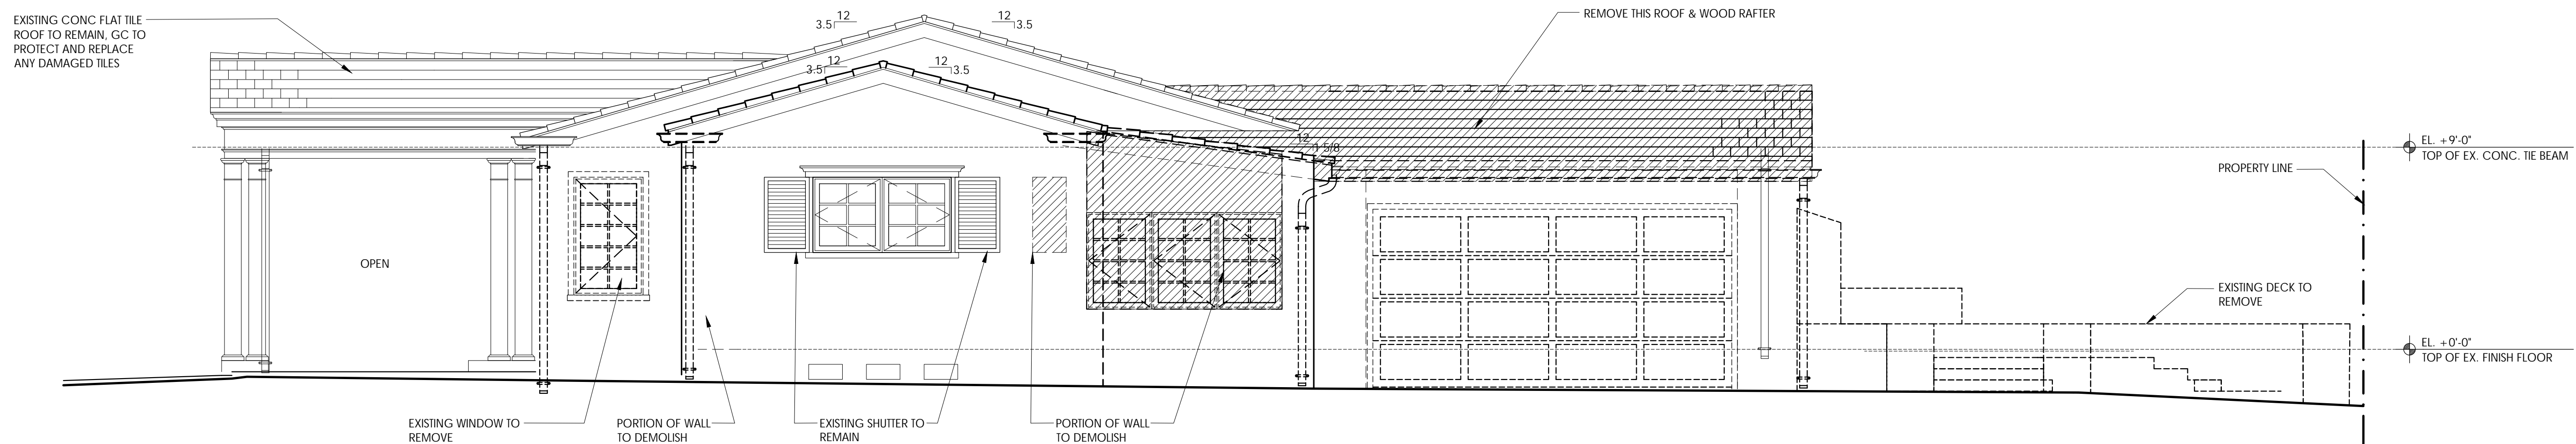 EXISTING CONC FLAT TILE
ROOF TO REMAIN, GC TO
PROTECT AND REPLACE
ANY DAMAGED TILES
12
3.5
12
3.5
12
3.5
12
3.5
REMOVE THIS ROOF & WOOD RAFTER
12
1 5/8
EL. +9'-0"
TOP OF EX. CONC. TIE BEAM
PROPERTY LINE
OPEN
EXISTING DECK TO
REMOVE
EL. +0'-0"
TOP OF EX. FINISH FLOOR
EXISTING WINDOW TO
REMOVE
PORTION OF WALL
TO DEMOLISH
EXISTING SHUTTER TO
REMAIN
PORTION OF WALL
TO DEMOLISH